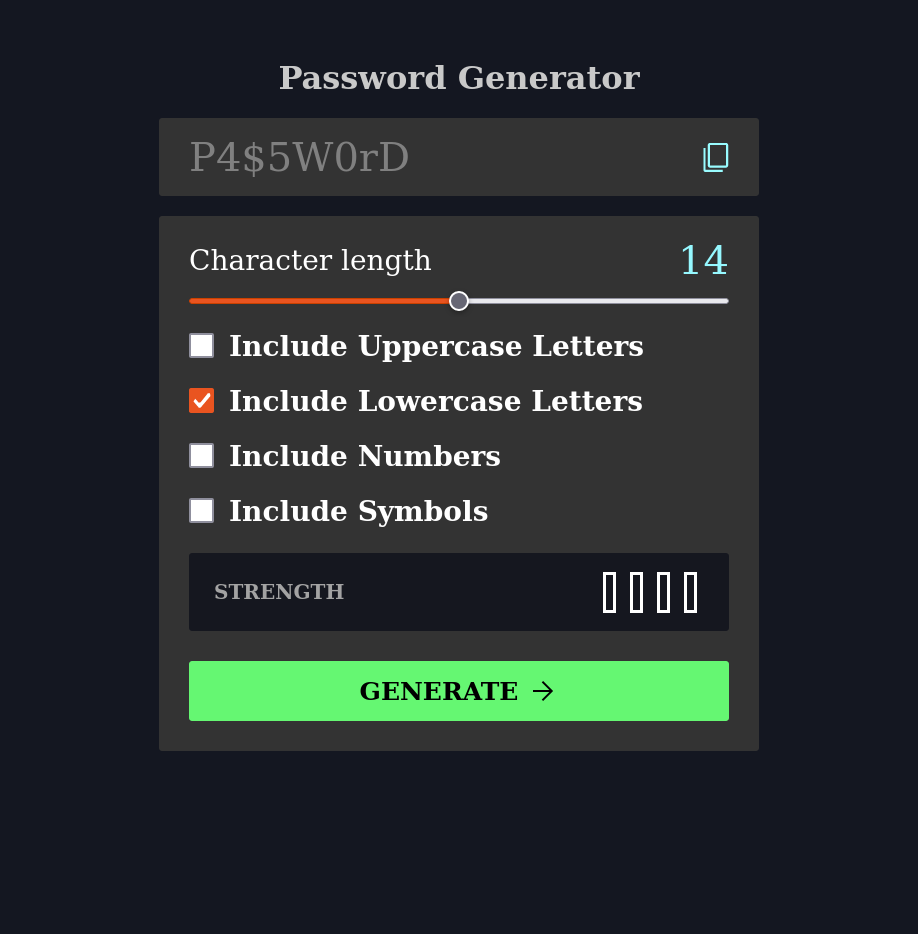 Password Generator
P4$5W0rD
Character length 14
Include Uppercase Letters
Include Lowercase Letters
Include Numbers
Include Symbols
STRENGTH
GENERATE →